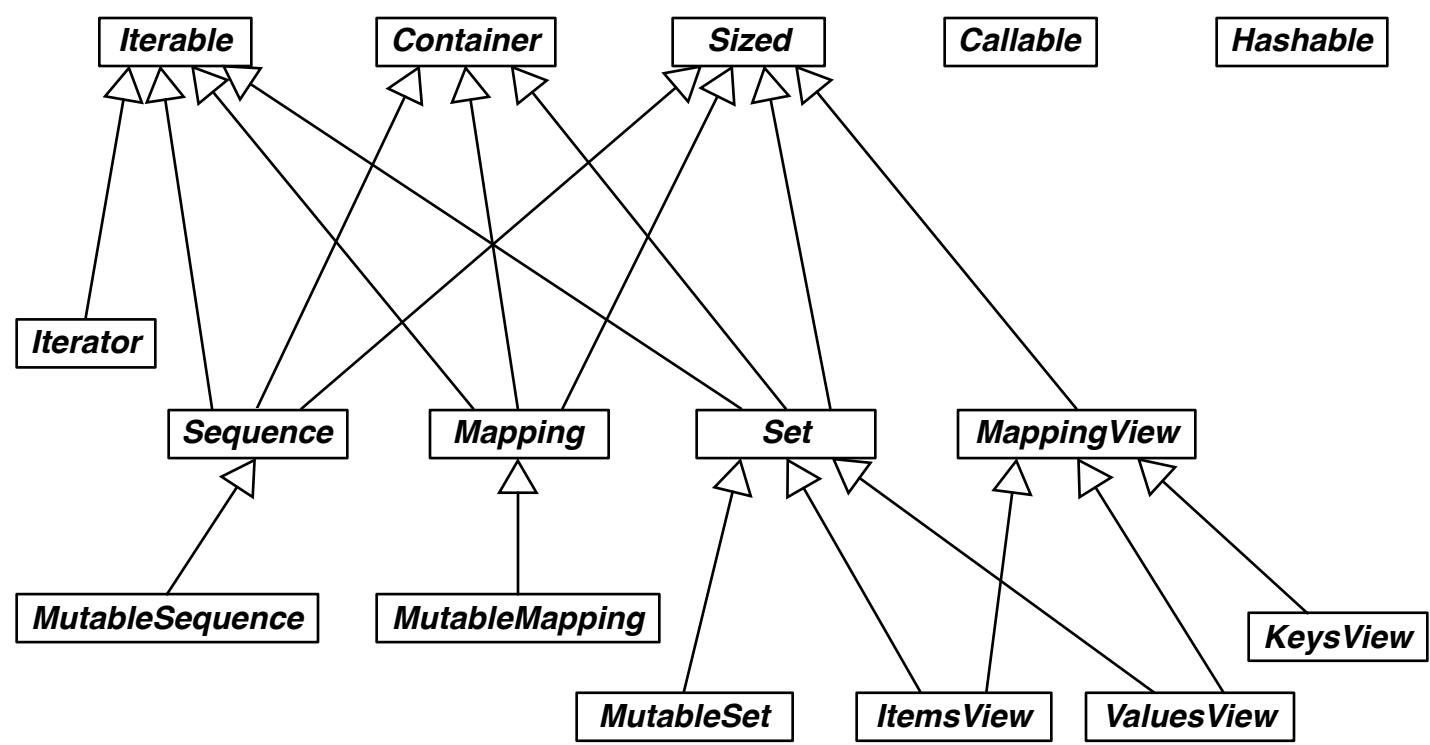 Iterable
Container
Sized
Callable
Hashable
Iterator
Sequence
Mapping
Set
MappingView
MutableSequence
MutableMapping
KeysView
MutableSet
ItemsView
ValuesView